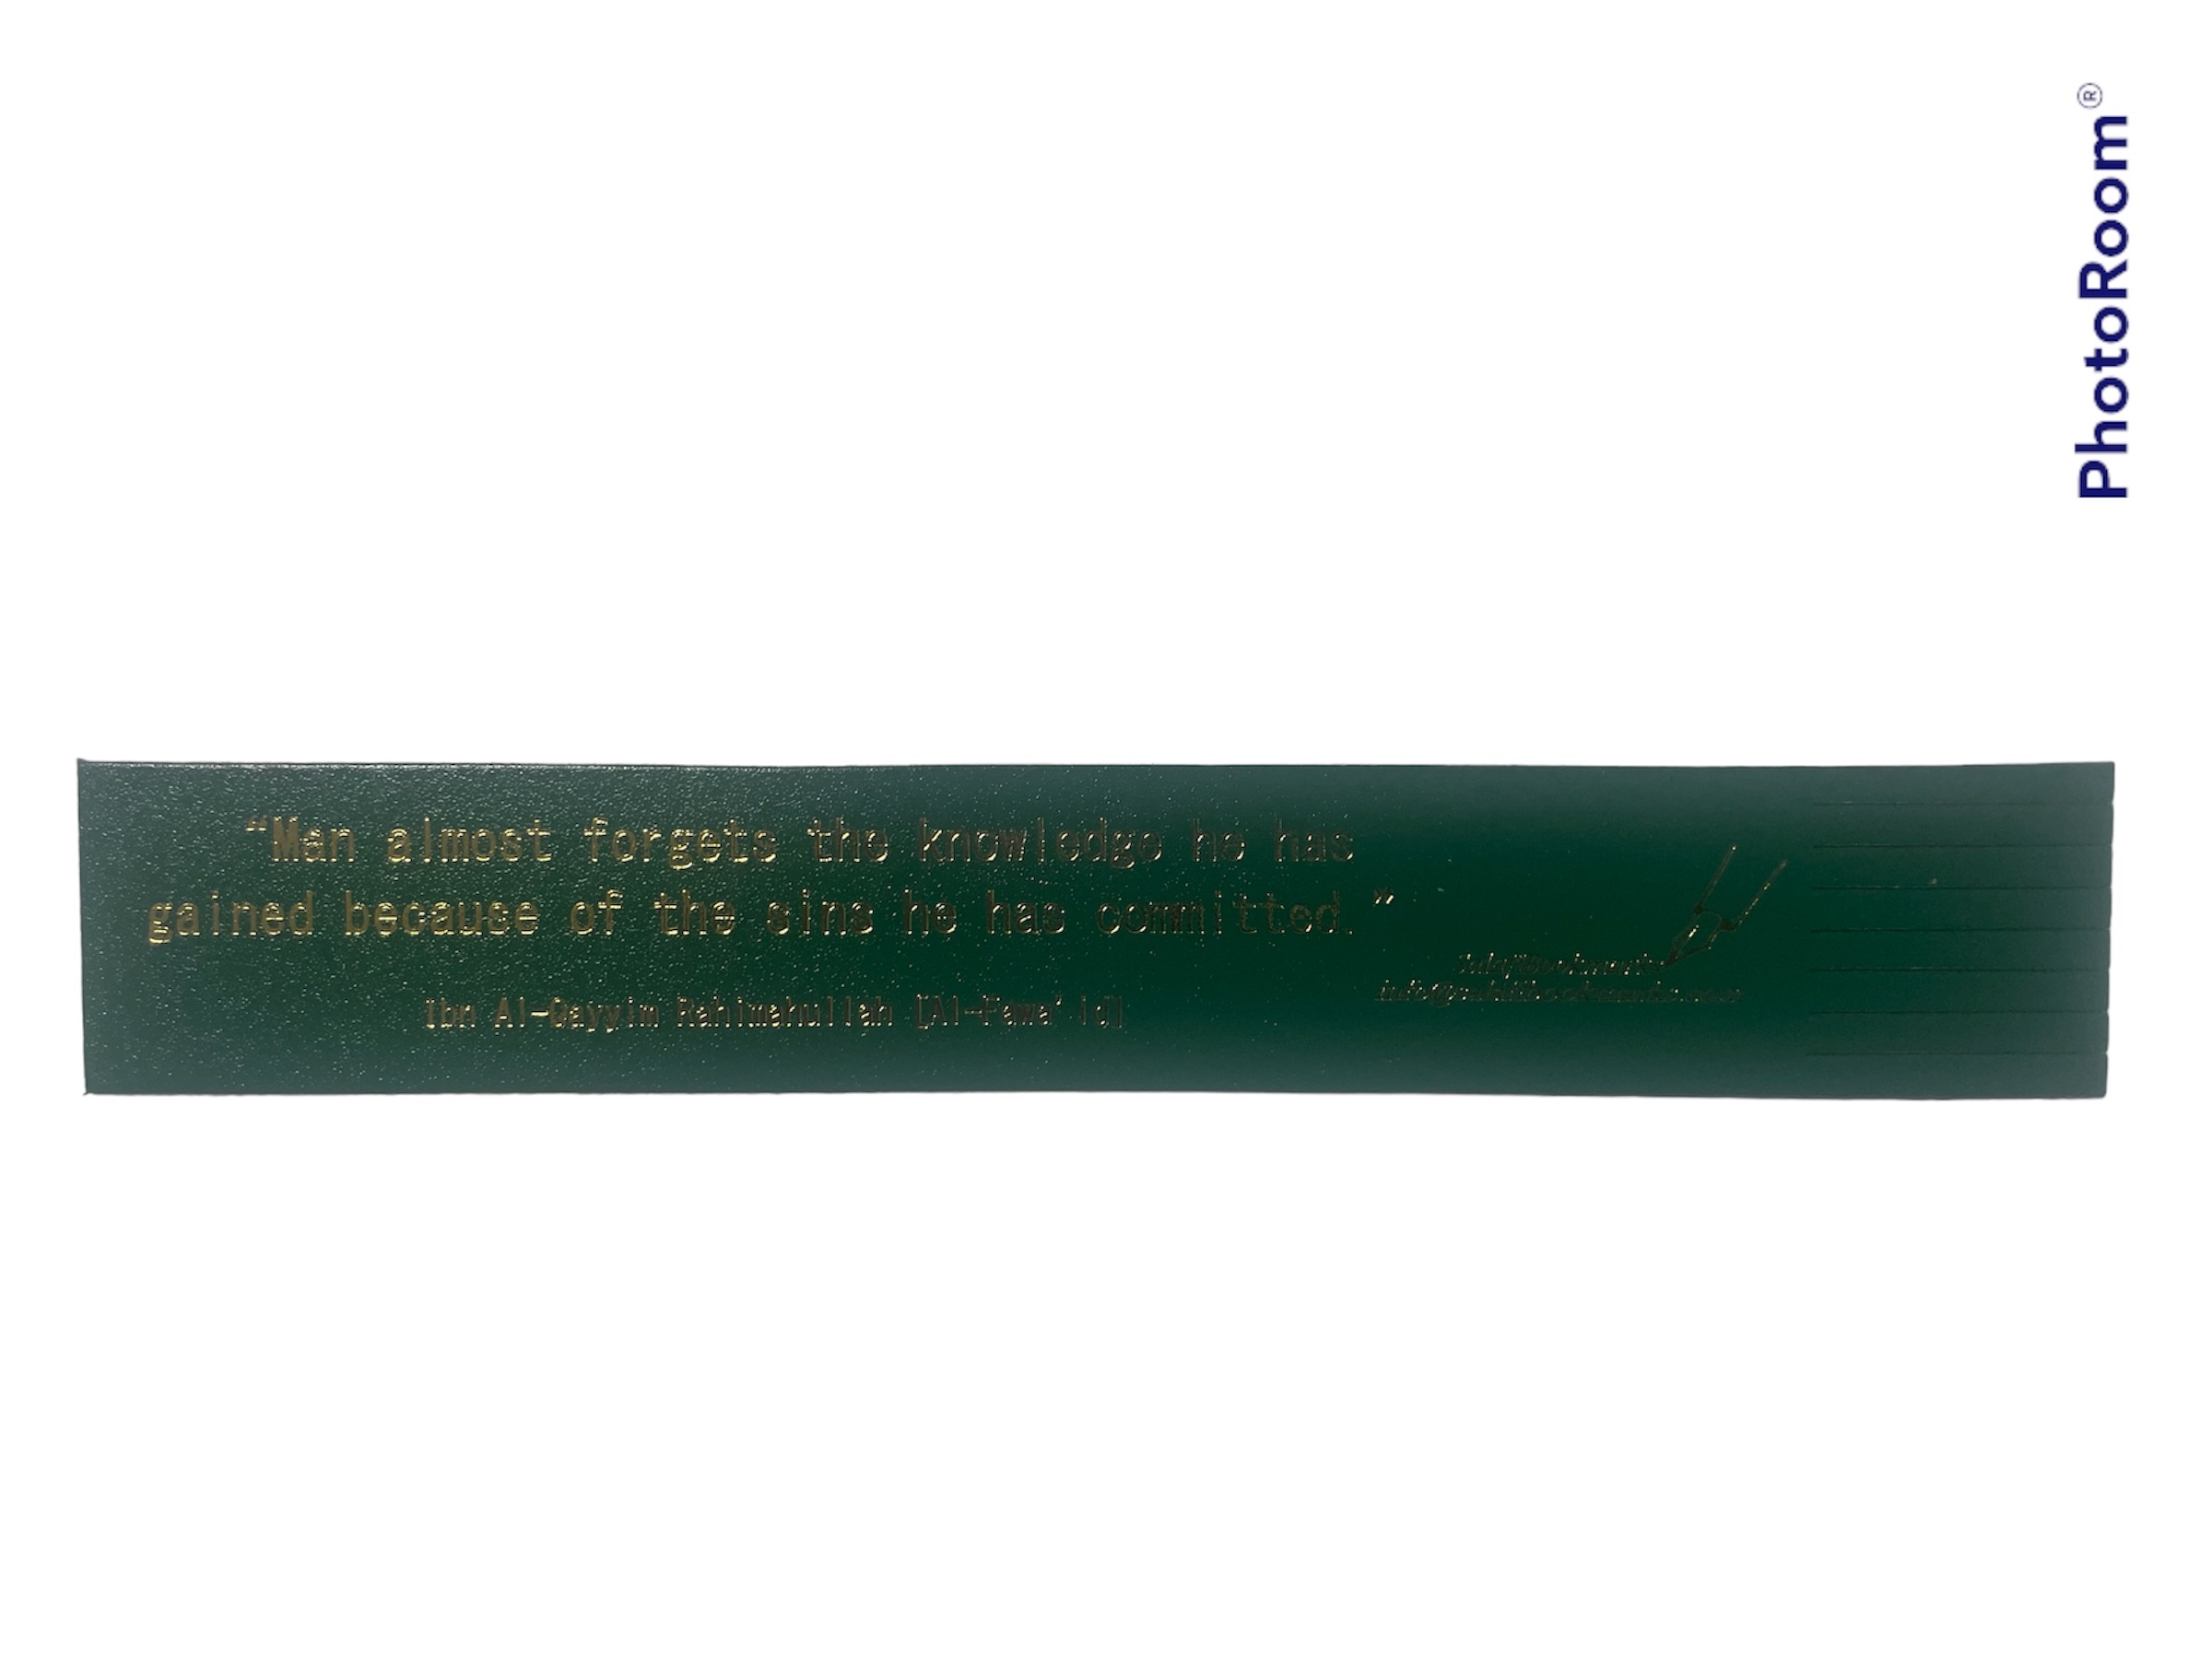 “Man almost forgets the knowledge he has
gained because of the sins he has committed.”
Ibn Al-Qayyim Rahimahullah [Al-Fawa'id]
PhotoRoom®